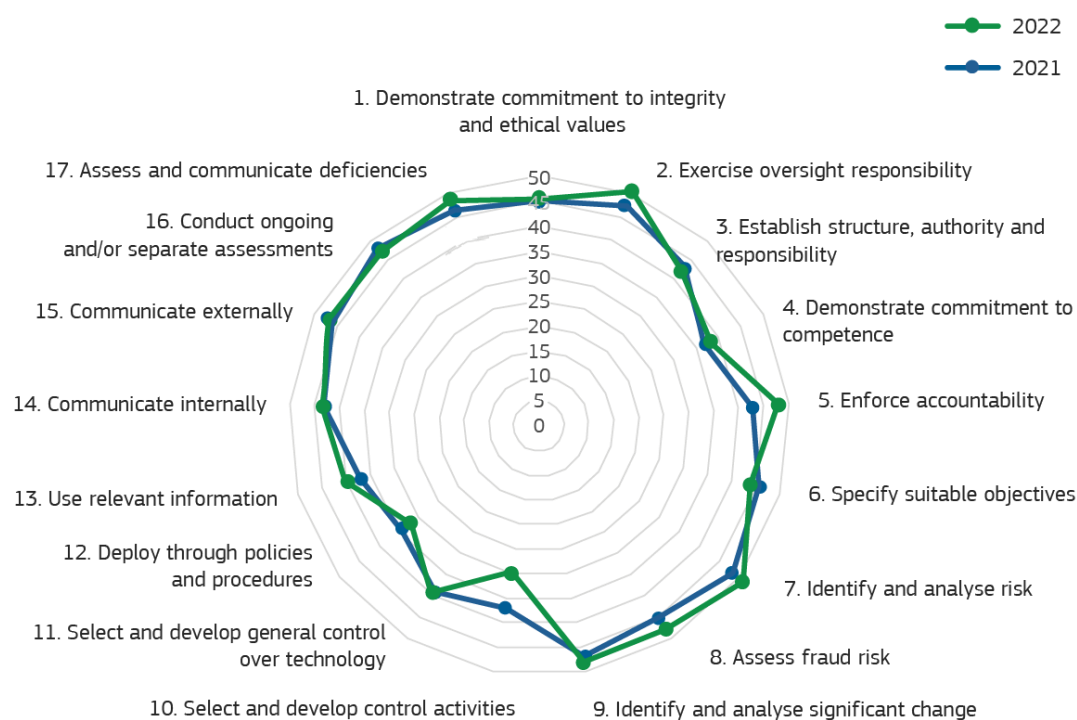 2022
2021
1. Demonstrate commitment to integrity
and ethical values
17. Assess and communicate deficiencies
2. Exercise oversight responsibility
16. Conduct ongoing
and/or separate assessments
3. Establish structure, authority and
responsibility
15. Communicate externally
4. Demonstrate commitment to
competence
14. Communicate internally
5. Enforce accountability
13. Use relevant information
6. Specify suitable objectives
12. Deploy through policies
and procedures
7. Identify and analyse risk
11. Select and develop general control
over technology
8. Assess fraud risk
10. Select and develop control activities
9. Identify and analyse significant change
50
45
40
35
30
25
20
15
10
5
0